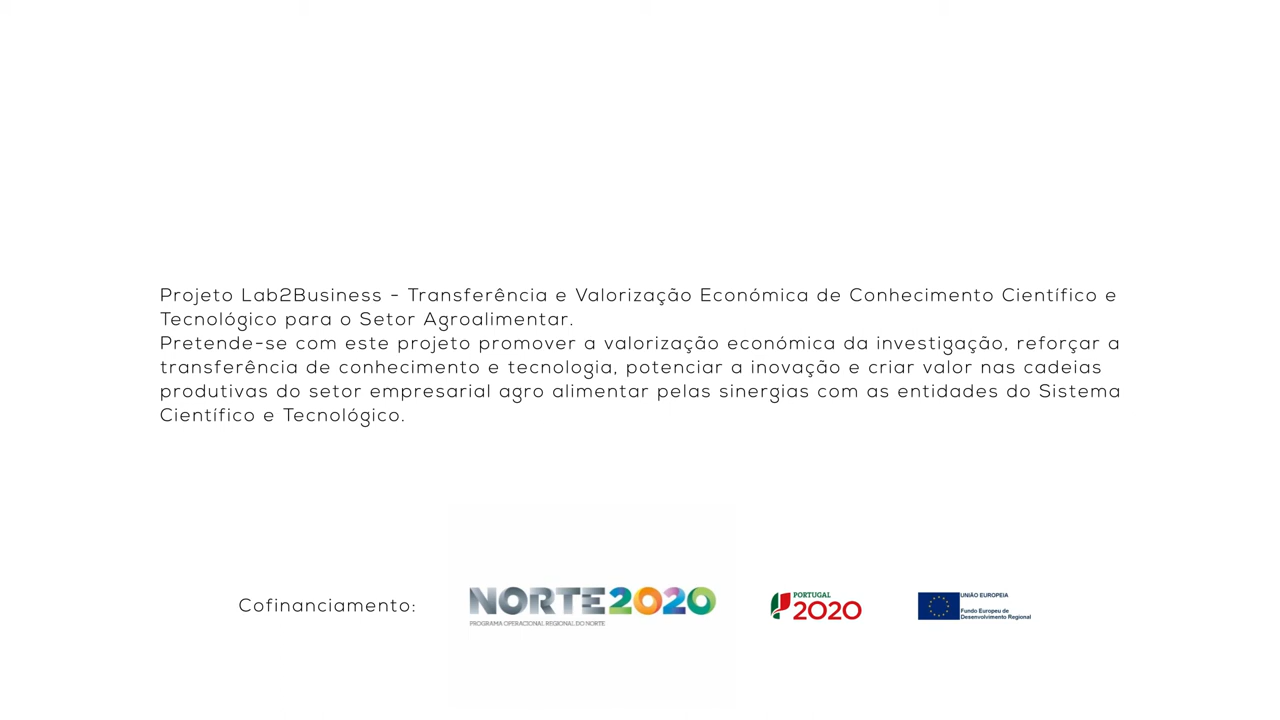 Projeto Lab2Business - Transferência e Valorização Económica de Conhecimento Científico e
Tecnológico para o Setor Agroalimentar.
Pretende-se com este projeto promover a valorização económica da investigação, reforçar a
transferência de conhecimento e tecnologia, potenciar a inovação e criar valor nas cadeias
produtivas do setor empresarial agro alimentar pelas sinergias com as entidades do Sistema
Científico e Tecnológico.
Cofinanciamento:
NORTE2020
PROGRAMA OPERACIONAL REGIONAL DO NORTE
PORTUGAL
2020
UNIÃO EUROPEIA
Fundo Europeu de
Desenvolvimento Regional